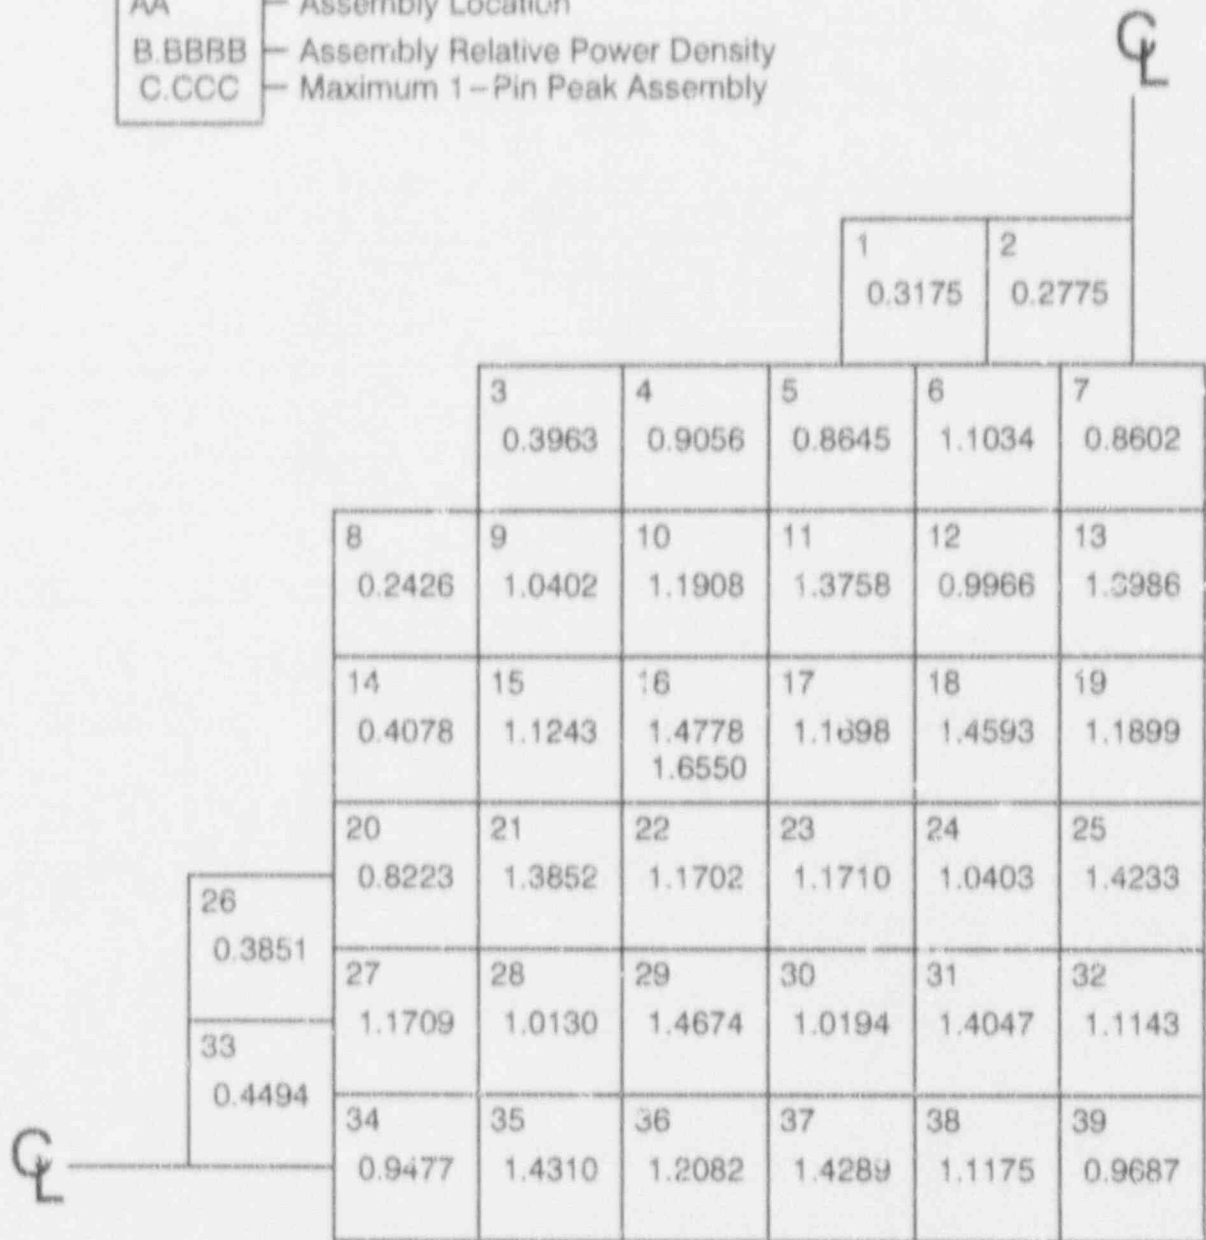 AA – Assembly Location
B.BBBB – Assembly Relative Power Density
C.CCC – Maximum 1–Pin Peak Assembly
CL
1 2
0.3175 0.2775
3 4 5 6 7
0.3963 0.9056 0.8645 1.1034 0.8602
8 9 10 11 12 13
0.2426 1.0402 1.1908 1.3758 0.9966
14 15 16 17 18 19
0.4078 1.1243 1.4778 1.4593 1.1899
1.6550
20 21 22 23 24 25
0.8223 1.3852 1.1702 1.1710 1.0403 1.4233
26
0.3851
27 28 29 30 31 32
1.1709 1.0130 1.4674 1.0194 1.4047 1.1143
33
0.4494
34 35 36 37 38 39
CL
0.9477 1.4310 1.2082 1.4289 1.1175 0.9687